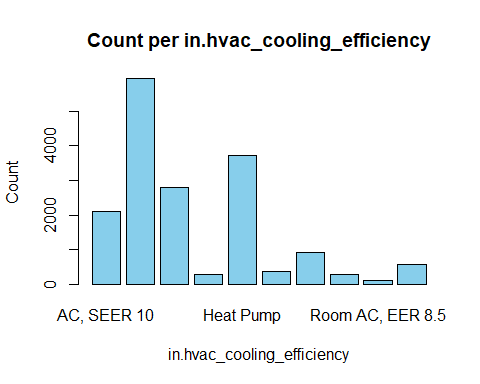 Count per in.hvac_cooling_efficiency
Count
4000
2000
0
AC, SEER 10
Heat Pump
Room AC, EER 8.5
in.hvac_cooling_efficiency